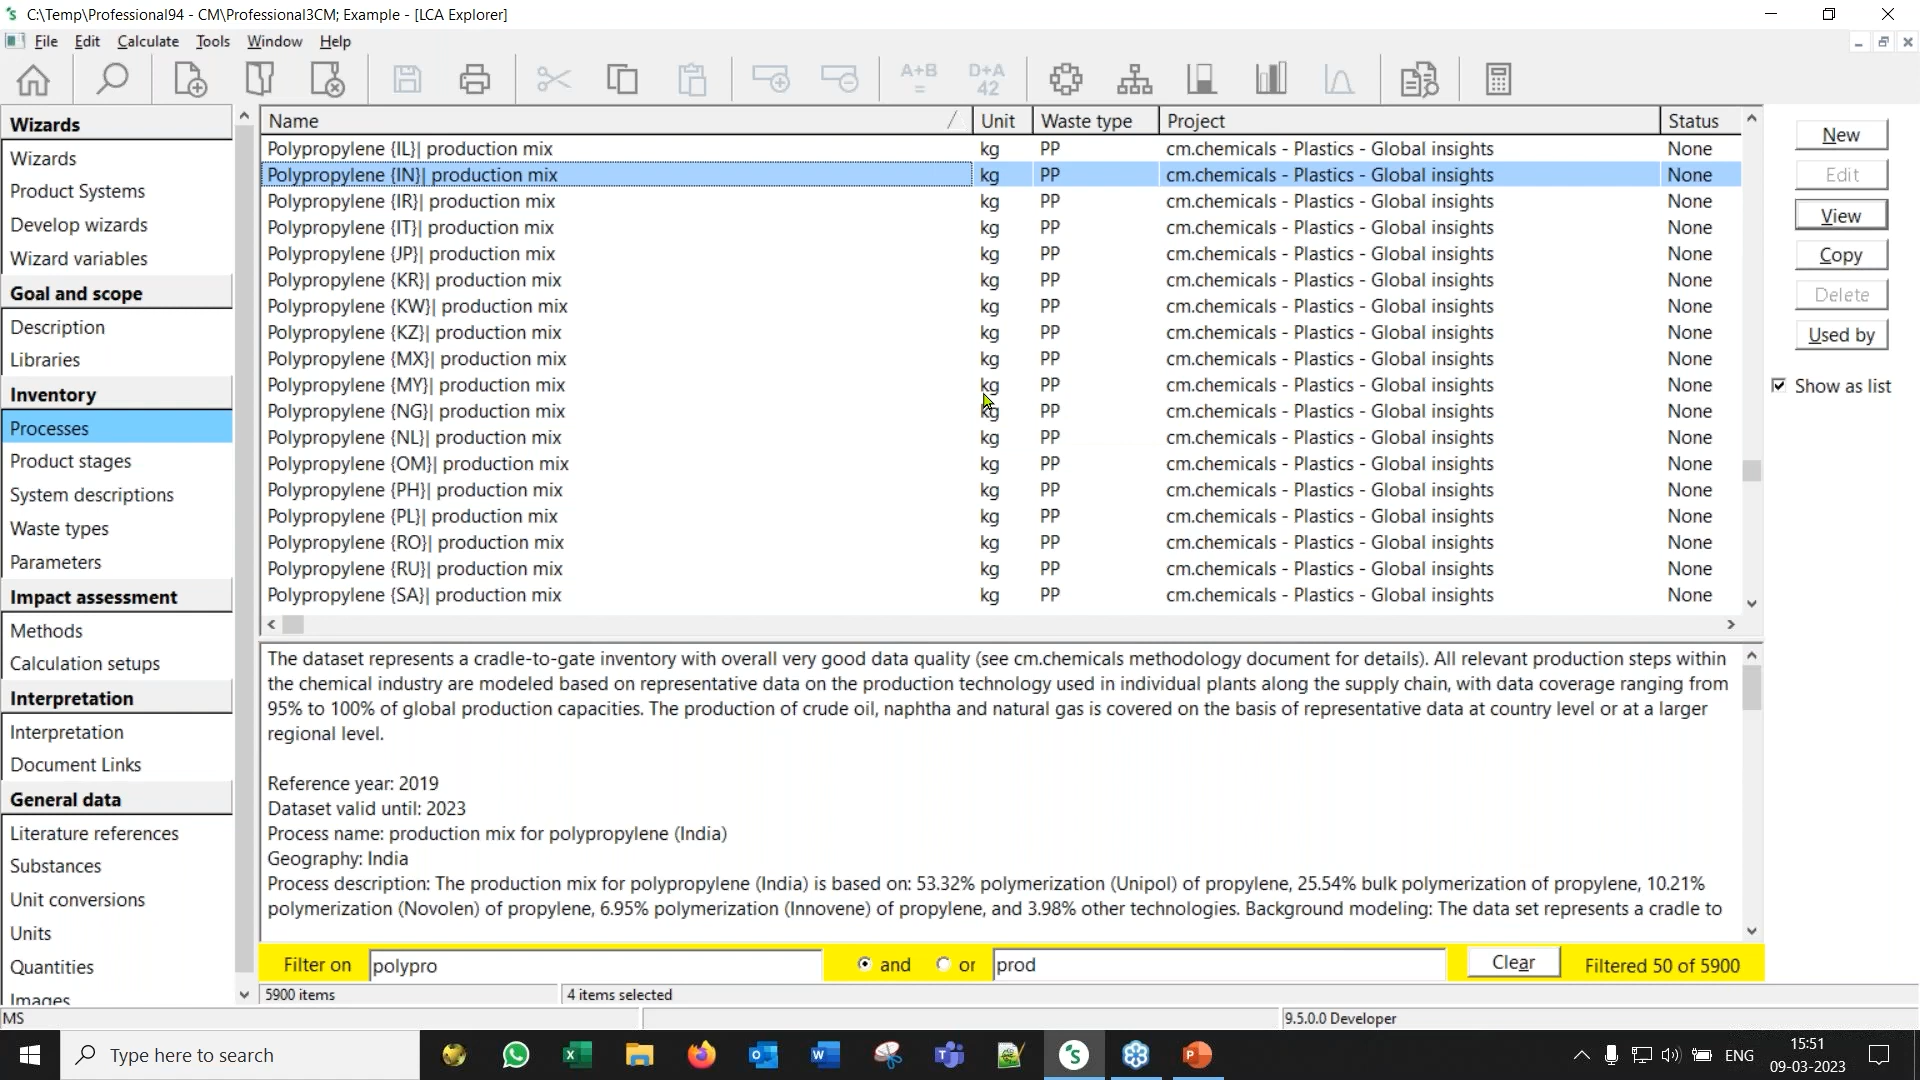 C:\Temp\Professional94 - CM\Professional3CM; Example - [LCA Explorer]
File Edit Calculate Tools Window Help
A+B
=
D+A
42
Wizards
Wizards
Product Systems
Develop wizards
Wizard variables
Goal and scope
Description
Libraries
Inventory
Processes
Product stages
System descriptions
Waste types
Parameters
Impact assessment
Methods
Calculation setups
Interpretation
Interpretation
Document Links
General data
Literature references
Substances
Unit conversions
Units
Quantities
Images
Name Unit Waste type Project Status
Polypropylene {IL}| production mix kg PP cm.chemicals - Plastics - Global insights None
Polypropylene {IN}| production mix kg PP cm.chemicals - Plastics - Global insights None
Polypropylene {IR}| production mix kg PP cm.chemicals - Plastics - Global insights None
Polypropylene {IT}| production mix kg PP cm.chemicals - Plastics - Global insights None
Polypropylene {JP}| production mix kg PP cm.chemicals - Plastics - Global insights None
Polypropylene {KR}| production mix kg PP cm.chemicals - Plastics - Global insights None
Polypropylene {KW}| production mix kg PP cm.chemicals - Plastics - Global insights None
Polypropylene {KZ}| production mix kg PP cm.chemicals - Plastics - Global insights None
Polypropylene {MX}| production mix kg PP cm.chemicals - Plastics - Global insights None
Polypropylene {MY}| production mix kg PP cm.chemicals - Plastics - Global insights None
Polypropylene {NG}| production mix kg PP cm.chemicals - Plastics - Global insights None
Polypropylene {NL}| production mix kg PP cm.chemicals - Plastics - Global insights None
Polypropylene {OM}| production mix kg PP cm.chemicals - Plastics - Global insights None
Polypropylene {PH}| production mix kg PP cm.chemicals - Plastics - Global insights None
Polypropylene {PL}| production mix kg PP cm.chemicals - Plastics - Global insights None
Polypropylene {RO}| production mix kg PP cm.chemicals - Plastics - Global insights None
Polypropylene {RU}| production mix kg PP cm.chemicals - Plastics - Global insights None
Polypropylene {SA}| production mix kg PP cm.chemicals - Plastics - Global insights None
New
Edit
View
Copy
Delete
Used by
Show as list
The dataset represents a cradle-to-gate inventory with overall very good data quality (see cm.chemicals methodology document for details). All relevant production steps within
the chemical industry are modeled based on representative data on the production technology used in individual plants along the supply chain, with data coverage ranging from
95% to 100% of global production capacities. The production of crude oil, naphtha and natural gas is covered on the basis of representative data at country level or at a larger
regional level.
Reference year: 2019
Dataset valid until: 2023
Process name: production mix for polypropylene (India)
Geography: India
Process description: The production mix for polypropylene (India) is based on: 53.32% polymerization (Unipol) of propylene, 25.54% bulk polymerization of propylene, 10.21%
polymerization (Novolen) of propylene, 6.95% polymerization (Innovene) of propylene, and 3.98% other technologies. Background modeling: The data set represents a cradle to
Filter on polypro and or prod Clear Filtered 50 of 5900
5900 items 4 items selected
MS 9.5.0.0 Developer
Type here to search
ENG
15:51
09-03-2023